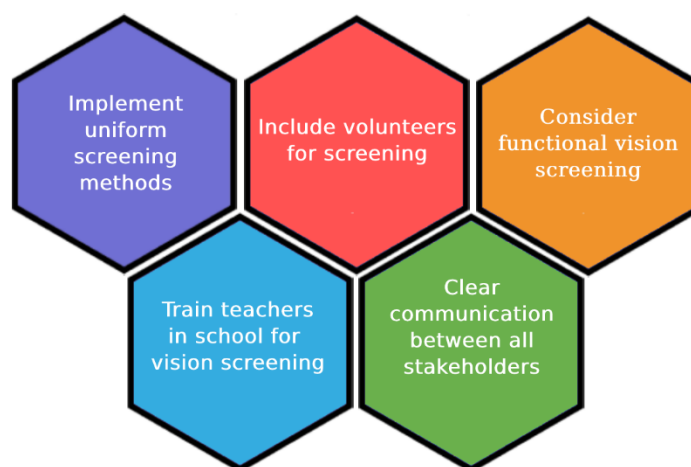 Implement
uniform
screening
methods
Include volunteers
for screening
Consider
functional vision
screening
Train teachers
in school for
vision screening
Clear
communication
between all
stakeholders